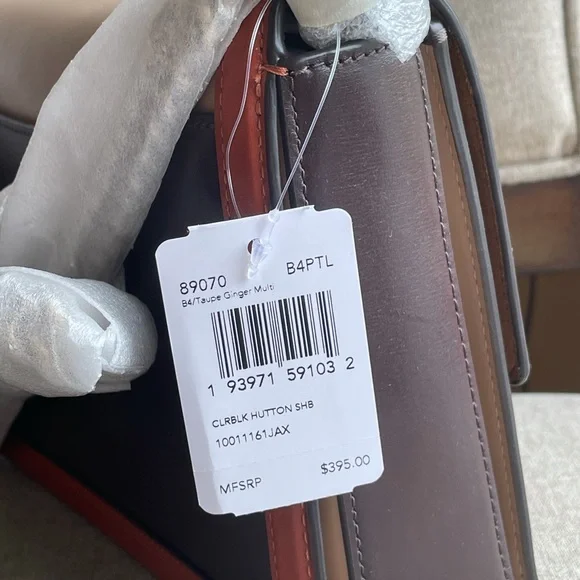 89070 B4PTL
B4/Taupe Ginger Multi
1 93971 59103 2
CLRBLK HUTTON SHB
10011161JAX
MFSRP $395.00